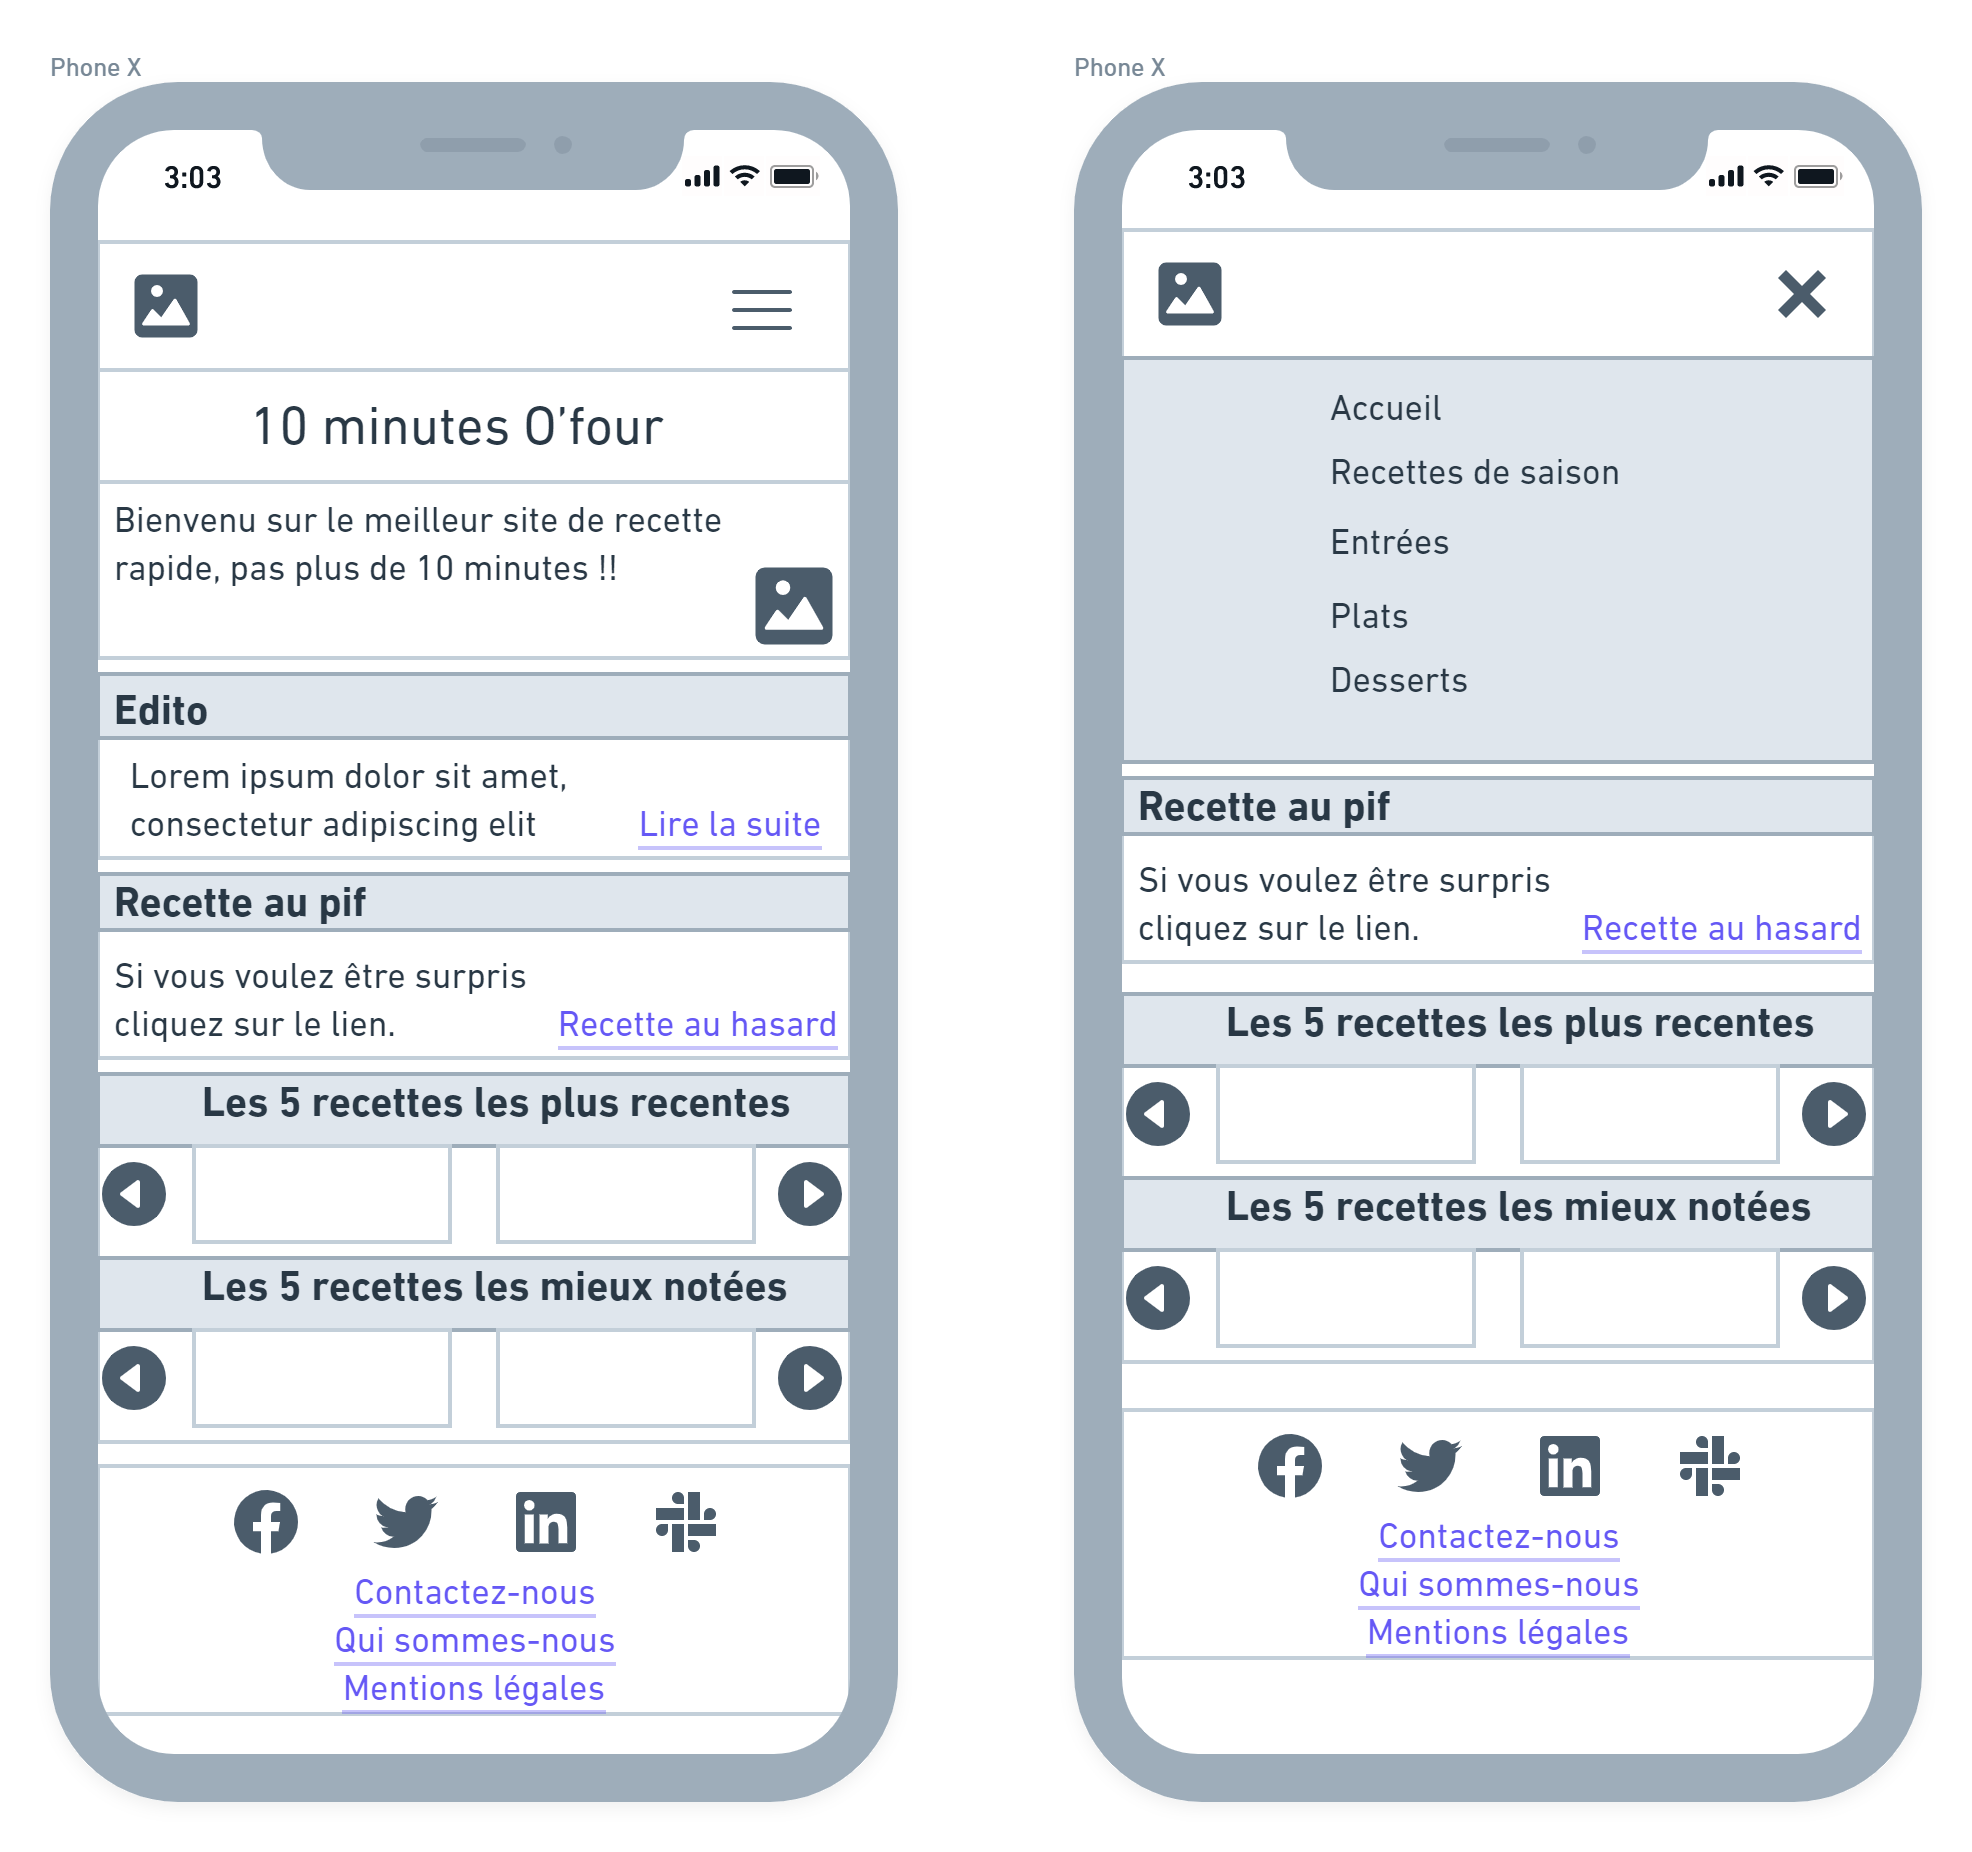 Phone X
3:03
10 minutes O'four
Bienvenu sur le meilleur site de recette
rapide, pas plus de 10 minutes !!
Edito
Lorem ipsum dolor sit amet,
consectetur adipiscing elit
Lire la suite
Recette au pif
Si vous voulez être surpris
cliquez sur le lien.
Recette au hasard
Les 5 recettes les plus recentes
Les 5 recettes les mieux notées
Contactez-nous
Qui sommes-nous
Mentions légales
Phone X
3:03
Accueil
Recettes de saison
Entrées
Plats
Desserts
Recette au pif
Si vous voulez être surpris
cliquez sur le lien.
Recette au hasard
Les 5 recettes les plus recentes
Les 5 recettes les mieux notées
Contactez-nous
Qui sommes-nous
Mentions légales